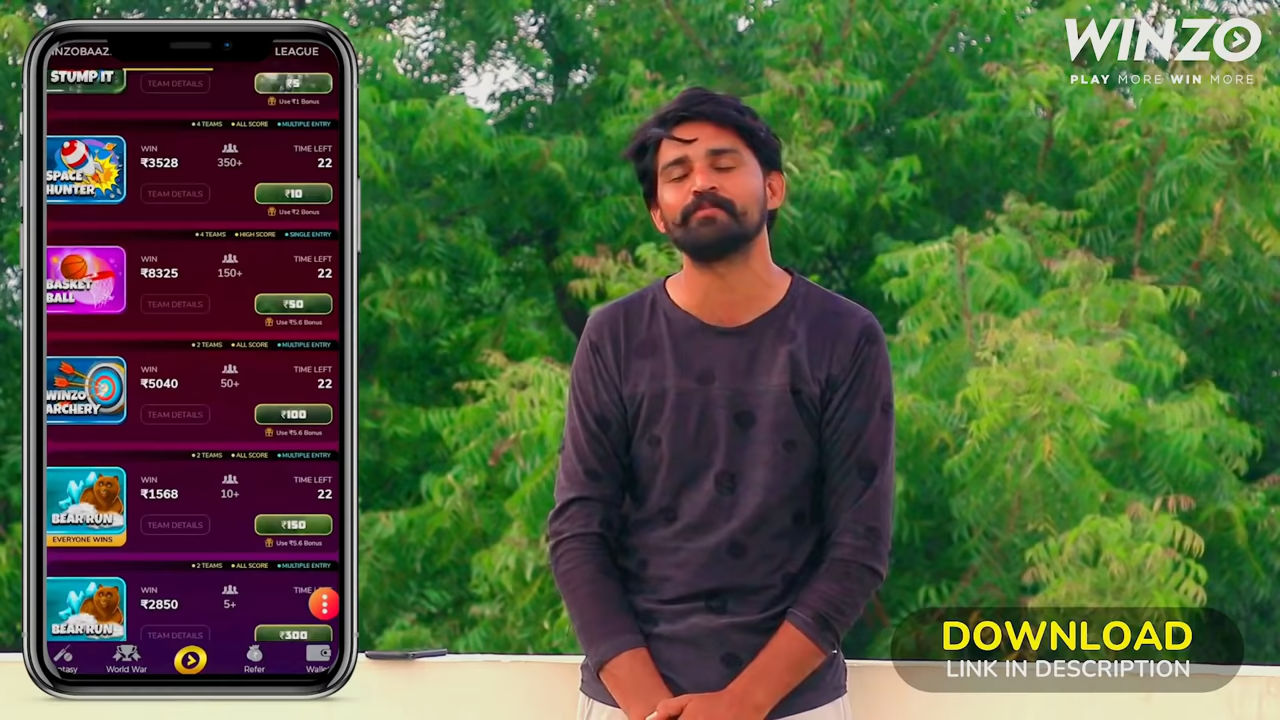 INZOBAAZ
LEAGUE
STUMP IT
TEAM DETAILS
₹5
Use ₹1 Bonus
4 TEAMS ALL SCORE MULTIPLE ENTRY
SPACE
HUNTER
WIN
₹3528
350+
TIME LEFT
22
TEAM DETAILS
₹10
Use ₹2 Bonus
4 TEAMS HIGH SCORE SINGLE ENTRY
BASKET
BALL
WIN
₹8325
150+
TIME LEFT
22
TEAM DETAILS
₹50
Use ₹5.6 Bonus
2 TEAMS ALL SCORE MULTIPLE ENTRY
WINZO
ARCHERY
WIN
₹5040
50+
TIME LEFT
22
TEAM DETAILS
₹100
Use ₹5.6 Bonus
2 TEAMS ALL SCORE MULTIPLE ENTRY
BEAR RUN
EVERYONE WINS
WIN
₹1568
10+
TIME LEFT
22
TEAM DETAILS
₹150
Use ₹5.6 Bonus
2 TEAMS ALL SCORE MULTIPLE ENTRY
BEAR RUN
WIN
₹2850
5+
TIME L
TEAM DETAILS
₹300
ntasy
World War
Refer
Walle
WINZO
PLAY MORE WIN MORE
DOWNLOAD
LINK IN DESCRIPTION